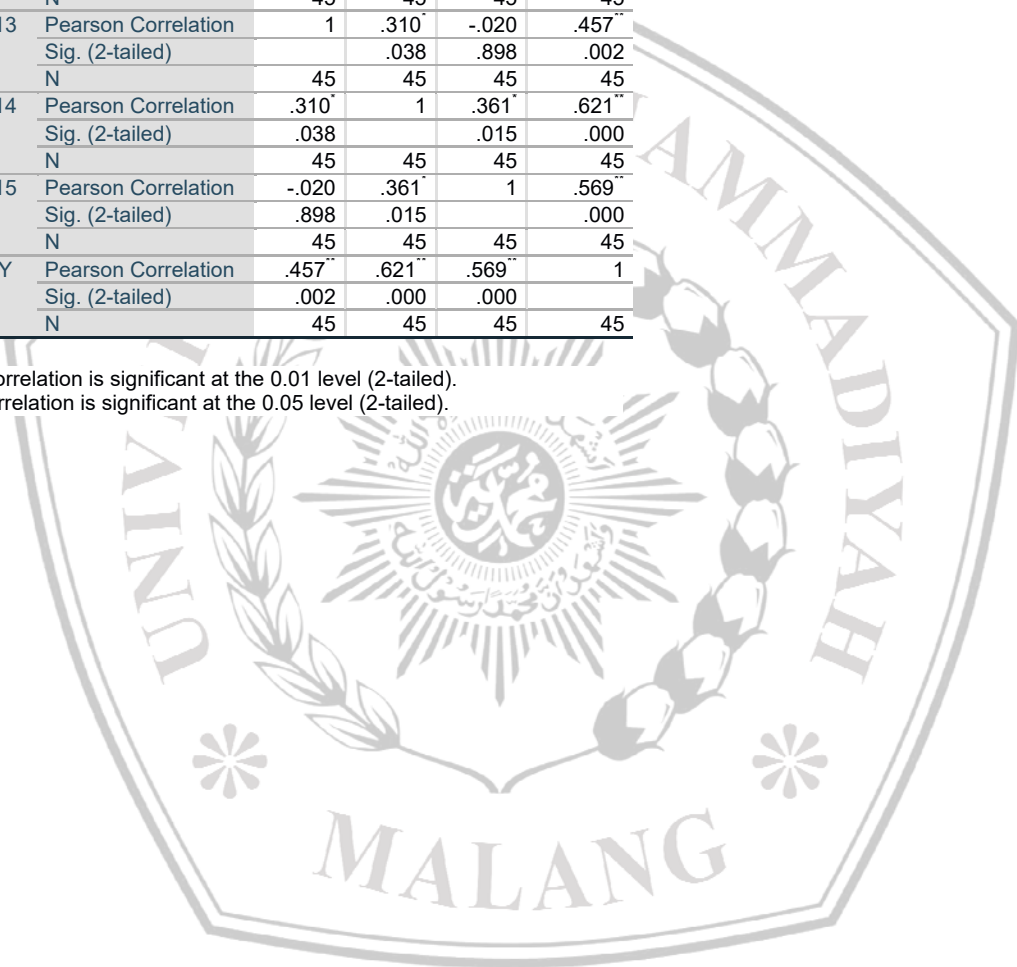 13 Pearson Correlation 1 .310* -.020 .457**
Sig. (2-tailed) .038 .898 .002
N 45 45 45 45
14 Pearson Correlation .310* 1 .361* .621**
Sig. (2-tailed) .038 .015 .000
N 45 45 45 45
15 Pearson Correlation -.020 .361* 1 .569**
Sig. (2-tailed) .898 .015 .000
N 45 45 45 45
Y Pearson Correlation .457** .621** .569** 1
Sig. (2-tailed) .002 .000 .000
N 45 45 45 45
orrelation is significant at the 0.01 level (2-tailed).
rrelation is significant at the 0.05 level (2-tailed).
MALANG